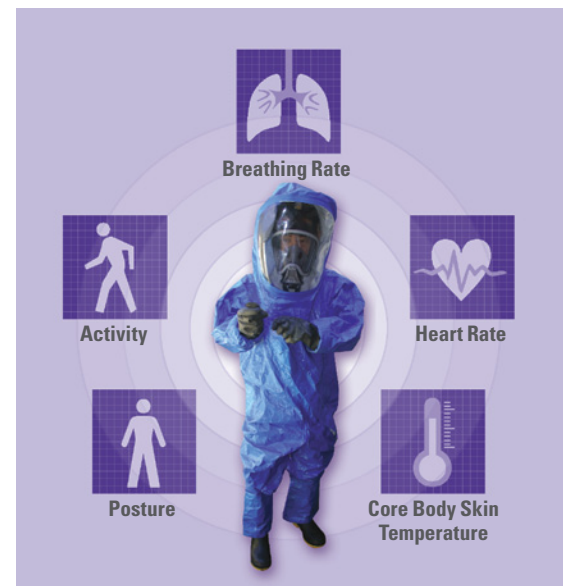 Breathing Rate
Activity
Heart Rate
Posture
Core Body Skin
Temperature